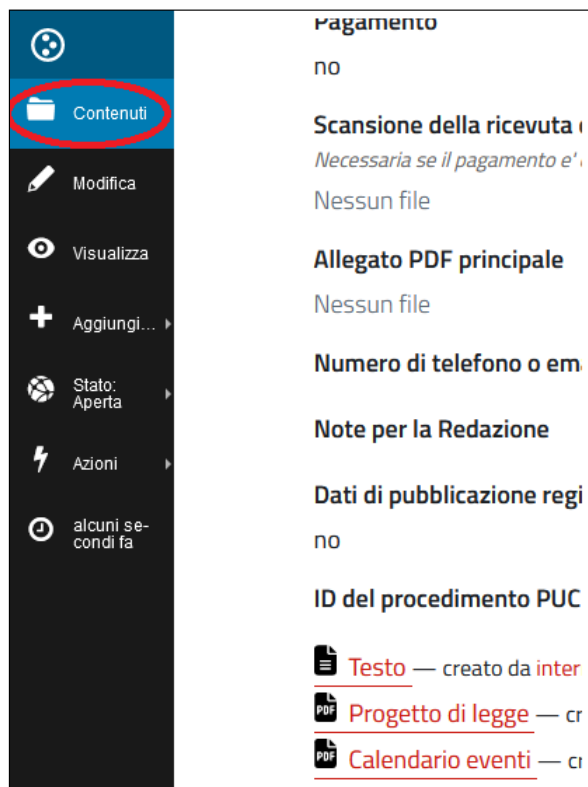 Contenuti
Modifica
Visualizza
Aggiungi…
Stato:
Aperta
Azioni
alcuni se-
condi fa
Pagamento
no
Scansione della ricevuta
Necessaria se il pagamento e'
Nessun file
Allegato PDF principale
Nessun file
Numero di telefono o em
Note per la Redazione
Dati di pubblicazione regi
no
ID del procedimento PUC
Testo — creato da inter
PDF Progetto di legge — cr
PDF Calendario eventi — cr